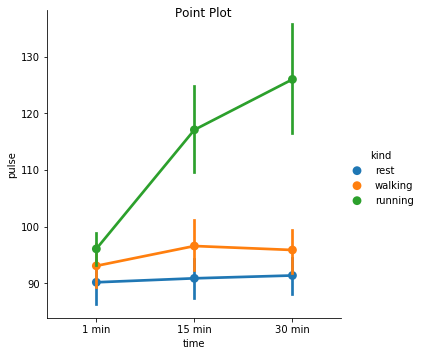 Point Plot
pulse
130
120
110
100
90
1 min
15 min
30 min
time
kind
rest
walking
running